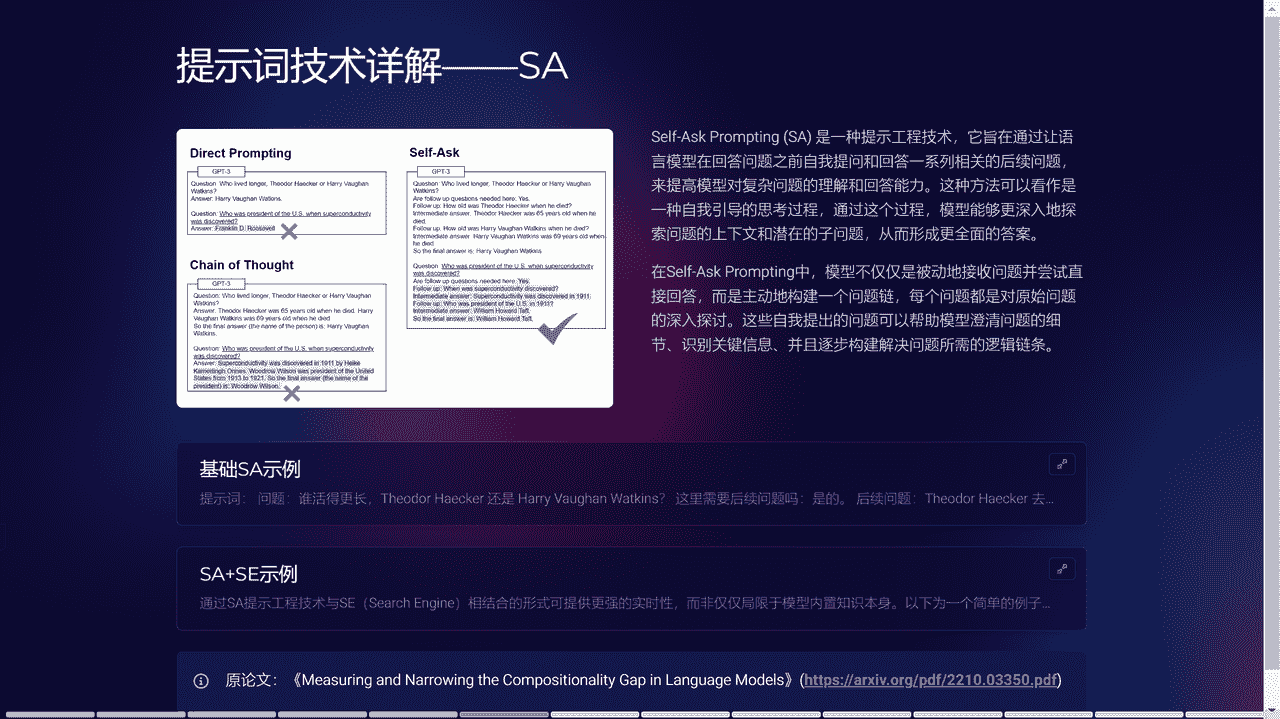 提示词技术详解——SA
Direct Prompting
GPT-3
Question: Who lived longer, Theodor Haecker or Harry Vaughan
Watkins?
Answer: Harry Vaughan Watkins.
Question: Who was president of the U.S. when superconductivity
was discovered?
Answer: Franklin D. Roosevelt
Chain of Thought
GPT-3
Question: Who lived longer, Theodor Haecker or Harry Vaughan
Watkins?
Answer: Theodor Haecker was 65 years old when he died. Harry
Vaughan Watkins was 69 years old when he died.
So the final answer (the name of the person) is: Harry Vaughan
Watkins.
Question: Who was president of the U.S. when superconductivity
was discovered?
Answer: Superconductivity was discovered in 1911 by Heike
Kamerlingh Onnes. Woodrow Wilson was president of the United
States from 1913 to 1921. So the final answer (the name of the
president) is: Woodrow Wilson.
Self-Ask
GPT-3
Question: Who lived longer, Theodor Haecker or Harry Vaughan
Watkins?
Are follow up questions needed here: Yes.
Follow up: How old was Theodor Haecker when he died?
Intermediate answer: Theodor Haecker was 65 years old when he
died.
Follow up: How old was Harry Vaughan Watkins when he died?
Intermediate answer: Harry Vaughan Watkins was 69 years old when
he died.
So the final answer is: Harry Vaughan Watkins
Question: Who was president of the U.S. when superconductivity
was discovered?
Are follow up questions needed here: Yes.
Follow up: When was superconductivity discovered?
Intermediate answer: Superconductivity was discovered in 1911.
Follow up: Who was president of the U.S. in 1911?
Intermediate answer: William Howard Taft.
So the final answer is: William Howard Taft.
Self-Ask Prompting (SA) 是一种提示工程技术，它旨在通过让语
言模型在回答问题之前自我提问和回答一系列相关的后续问题，
来提高模型对复杂问题的理解和回答能力。这种方法可以看作是
一种自我引导的思考过程，通过这个过程，模型能够更深入地探
索问题的上下文和潜在的子问题，从而形成更全面的答案。
在Self-Ask Prompting中，模型不仅仅是被动地接收问题并尝试直
接回答，而是主动地构建一个问题链，每个问题都是对原始问题
的深入探讨。这些自我提出的问题可以帮助模型澄清问题的细
节、识别关键信息、并且逐步构建解决问题所需的逻辑链条。
基础SA示例
提示词： 问题：谁活得更长，Theodor Haecker 还是 Harry Vaughan Watkins？ 这里需要后续问题吗：是的。 后续问题：Theodor Haecker 去...
SA+SE示例
通过SA提示工程技术与SE（Search Engine）相结合的形式可提供更强的实时性，而非仅仅局限于模型内置知识本身。以下为一个简单的例子...
原论文：《Measuring and Narrowing the Compositionality Gap in Language Models》(https://arxiv.org/pdf/2210.03350.pdf)